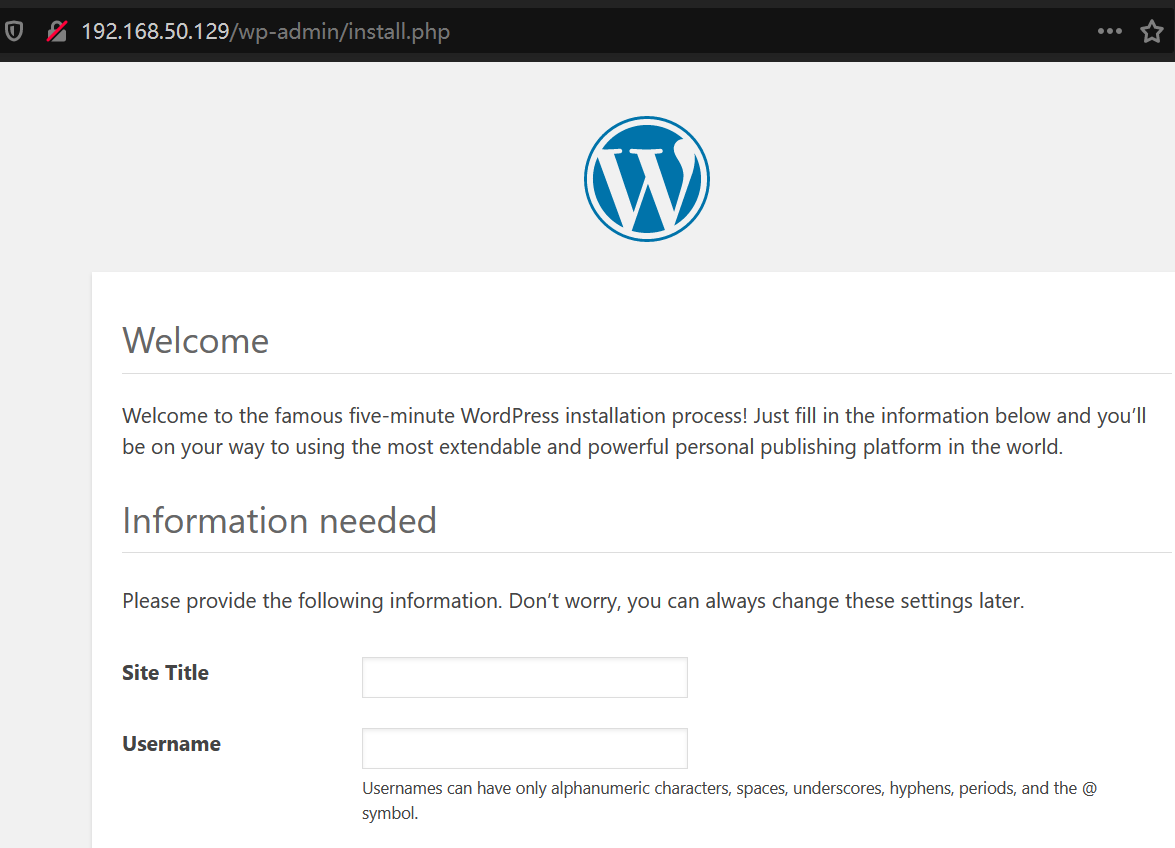 192.168.50.129/wp-admin/install.php
Welcome
Welcome to the famous five-minute WordPress installation process! Just fill in the information below and you’ll
be on your way to using the most extendable and powerful personal publishing platform in the world.
Information needed
Please provide the following information. Don’t worry, you can always change these settings later.
Site Title
Username
Usernames can have only alphanumeric characters, spaces, underscores, hyphens, periods, and the @
symbol.